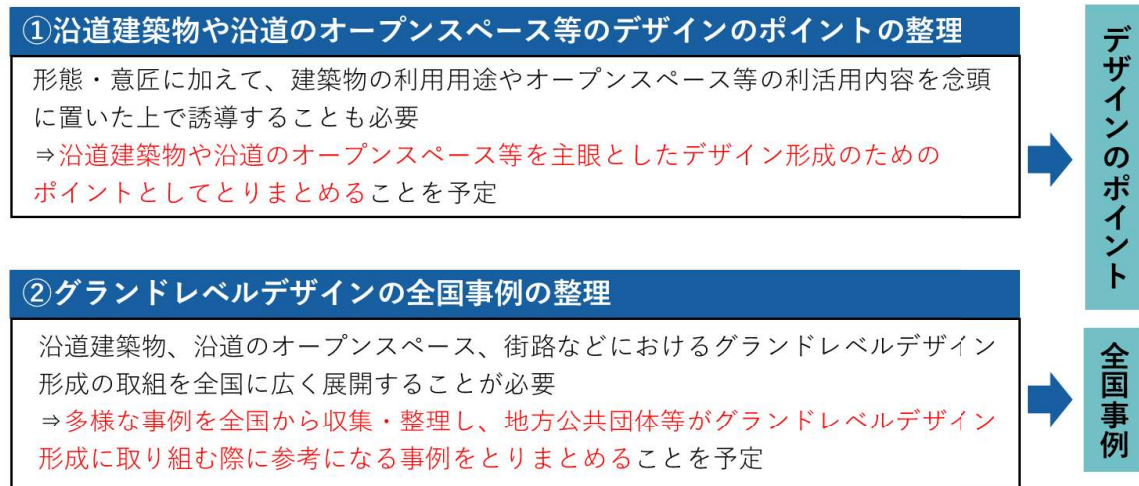 ①沿道建築物や沿道のオープンスペース等のデザインのポイントの整理
形態・意匠に加えて、建築物の利用用途やオープンスペース等の利活用内容を念頭
に置いた上で誘導することも必要
⇒沿道建築物や沿道のオープンスペース等を主眼としたデザイン形成のための
ポイントとしてとりまとめることを予定
デザインのポイント
②グランドレベルデザインの全国事例の整理
沿道建築物、沿道のオープンスペース、街路などにおけるグランドレベルデザイン
形成の取組を全国に広く展開することが必要
⇒多様な事例を全国から収集・整理し、地方公共団体等がグランドレベルデザイン
形成に取り組む際に参考になる事例をとりまとめることを予定
全国事例